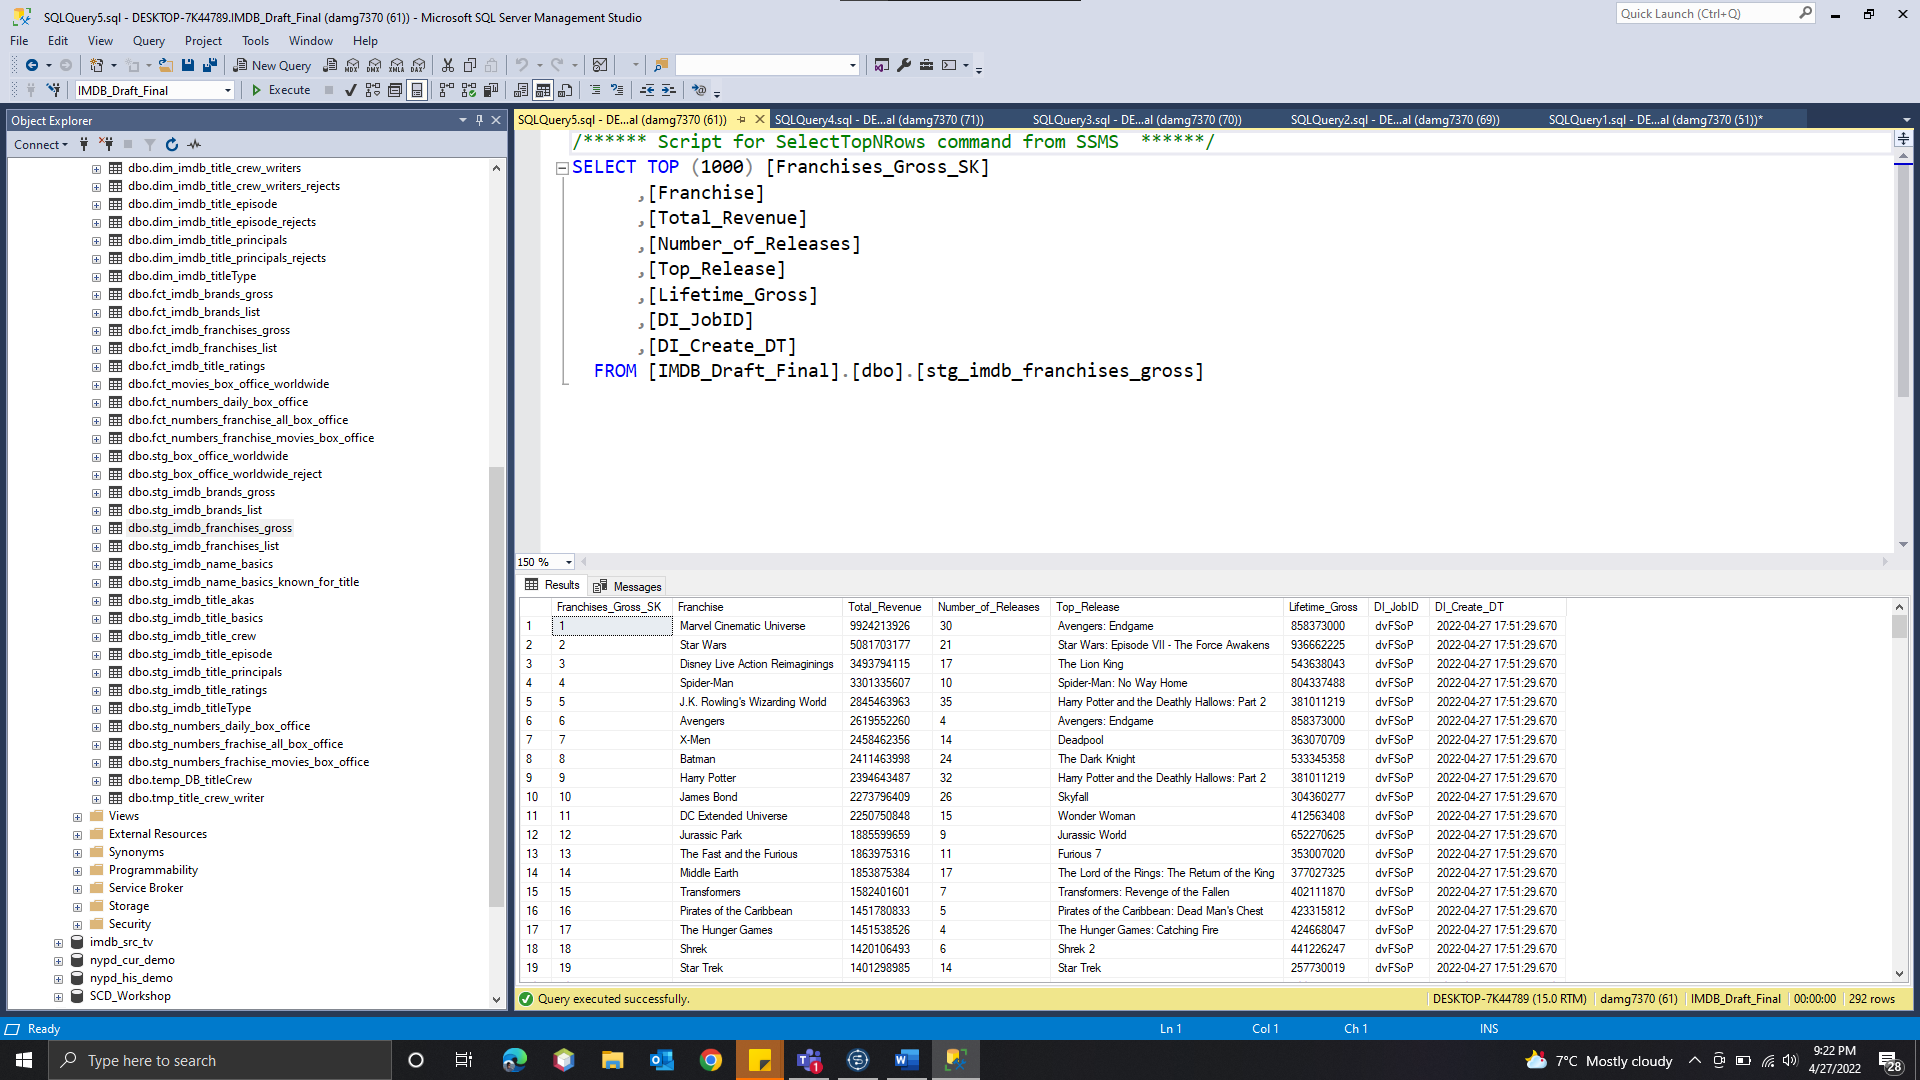 SQLQuery5.sql - DESKTOP-7K44789.IMDB_Draft_Final (damg7370 (61)) - Microsoft SQL Server Management Studio
Quick Launch (Ctrl+Q)
File Edit View Query Project Tools Window Help
New Query
MDX DMX XMLA DAX
IMDB_Draft_Final
Execute
Object Explorer
Connect
dbo.dim_imdb_title_crew_writers
dbo.dim_imdb_title_crew_writers_rejects
dbo.dim_imdb_title_episode
dbo.dim_imdb_title_episode_rejects
dbo.dim_imdb_title_principals
dbo.dim_imdb_title_principals_rejects
dbo.dim_imdb_titleType
dbo.fct_imdb_brands_gross
dbo.fct_imdb_brands_list
dbo.fct_imdb_franchises_gross
dbo.fct_imdb_franchises_list
dbo.fct_imdb_title_ratings
dbo.fct_movies_box_office_worldwide
dbo.fct_numbers_daily_box_office
dbo.fct_numbers_franchise_all_box_office
dbo.fct_numbers_franchise_movies_box_office
dbo.stg_box_office_worldwide
dbo.stg_box_office_worldwide_reject
dbo.stg_imdb_brands_gross
dbo.stg_imdb_brands_list
dbo.stg_imdb_franchises_gross
dbo.stg_imdb_franchises_list
dbo.stg_imdb_name_basics
dbo.stg_imdb_name_basics_known_for_title
dbo.stg_imdb_title_akas
dbo.stg_imdb_title_basics
dbo.stg_imdb_title_crew
dbo.stg_imdb_title_episode
dbo.stg_imdb_title_principals
dbo.stg_imdb_title_ratings
dbo.stg_imdb_titleType
dbo.stg_numbers_daily_box_office
dbo.stg_numbers_frachise_all_box_office
dbo.stg_numbers_frachise_movies_box_office
dbo.temp_DB_titleCrew
dbo.tmp_title_crew_writer
Views
External Resources
Synonyms
Programmability
Service Broker
Storage
Security
imdb_src_tv
nypd_cur_demo
nypd_his_demo
SCD_Workshop
SQLQuery5.sql - DE...al (damg7370 (61)) SQLQuery4.sql - DE...al (damg7370 (71)) SQLQuery3.sql - DE...al (damg7370 (70)) SQLQuery2.sql - DE...al (damg7370 (69)) SQLQuery1.sql - DE...al (damg7370 (51))*
/****** Script for SelectTopNRows command from SSMS ******/
SELECT TOP (1000) [Franchises_Gross_SK]
,[Franchise]
,[Total_Revenue]
,[Number_of_Releases]
,[Top_Release]
,[Lifetime_Gross]
,[DI_JobID]
,[DI_Create_DT]
FROM [IMDB_Draft_Final].[dbo].[stg_imdb_franchises_gross]
150 %
Results Messages
Franchises_Gross_SK Franchise Total_Revenue Number_of_Releases Top_Release Lifetime_Gross DI_JobID DI_Create_DT
1 1 Marvel Cinematic Universe 9924213926 30 Avengers: Endgame 858373000 dvFSoP 2022-04-27 17:51:29.670
2 2 Star Wars 5081703177 21 Star Wars: Episode VII - The Force Awakens 936662225 dvFSoP 2022-04-27 17:51:29.670
3 3 Disney Live Action Reimaginings 3493794115 17 The Lion King 543638043 dvFSoP 2022-04-27 17:51:29.670
4 4 Spider-Man 3301335607 10 Spider-Man: No Way Home 804337488 dvFSoP 2022-04-27 17:51:29.670
5 5 J.K. Rowling's Wizarding World 2845463963 35 Harry Potter and the Deathly Hallows: Part 2 381011219 dvFSoP 2022-04-27 17:51:29.670
6 6 Avengers 2619552260 4 Avengers: Endgame 858373000 dvFSoP 2022-04-27 17:51:29.670
7 7 X-Men 2458462356 14 Deadpool 363070709 dvFSoP 2022-04-27 17:51:29.670
8 8 Batman 2411463998 24 The Dark Knight 533345358 dvFSoP 2022-04-27 17:51:29.670
9 9 Harry Potter 2394643487 32 Harry Potter and the Deathly Hallows: Part 2 381011219 dvFSoP 2022-04-27 17:51:29.670
10 10 James Bond 2273796409 26 Skyfall 304360277 dvFSoP 2022-04-27 17:51:29.670
11 11 DC Extended Universe 2250750848 15 Wonder Woman 412563408 dvFSoP 2022-04-27 17:51:29.670
12 12 Jurassic Park 1885599659 9 Jurassic World 652270625 dvFSoP 2022-04-27 17:51:29.670
13 13 The Fast and the Furious 1863975316 11 Furious 7 353007020 dvFSoP 2022-04-27 17:51:29.670
14 14 Middle Earth 1853875384 17 The Lord of the Rings: The Return of the King 377027325 dvFSoP 2022-04-27 17:51:29.670
15 15 Transformers 1582401601 7 Transformers: Revenge of the Fallen 402111870 dvFSoP 2022-04-27 17:51:29.670
16 16 Pirates of the Caribbean 1451780833 5 Pirates of the Caribbean: Dead Man's Chest 423315812 dvFSoP 2022-04-27 17:51:29.670
17 17 The Hunger Games 1451538526 4 The Hunger Games: Catching Fire 424668047 dvFSoP 2022-04-27 17:51:29.670
18 18 Shrek 1420106493 6 Shrek 2 441226247 dvFSoP 2022-04-27 17:51:29.670
19 19 Star Trek 1401298985 14 Star Trek 257730019 dvFSoP 2022-04-27 17:51:29.670
Query executed successfully. DESKTOP-7K44789 (15.0 RTM) damg7370 (61) IMDB_Draft_Final 00:00:00 292 rows
Ready Ln 1 Col 1 Ch 1 INS
Type here to search
7°C Mostly cloudy
9:22 PM
4/27/2022
28